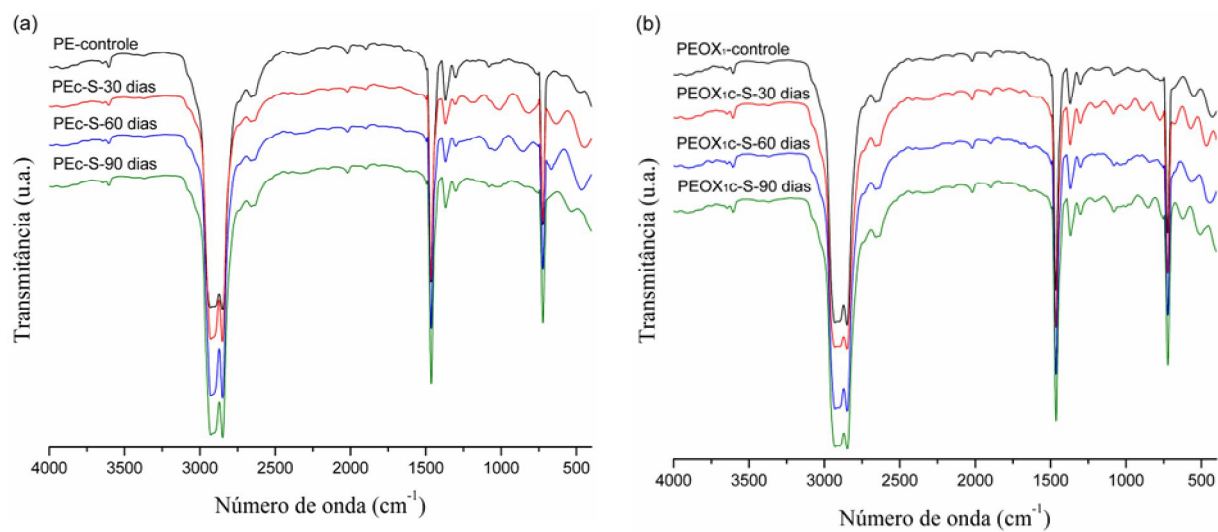 (a)
PE-controle
PEc-S-30 dias
PEc-S-60 dias
PEc-S-90 dias
Transmitância (u.a.)
4000 3500 3000 2500 2000 1500 1000 500
Número de onda (cm⁻¹)
(b)
PEOX₁-controle
PEOX₁c-S-30 dias
PEOX₁c-S-60 dias
PEOX₁c-S-90 dias
Transmitância (u.a.)
4000 3500 3000 2500 2000 1500 1000 500
Número de onda (cm⁻¹)